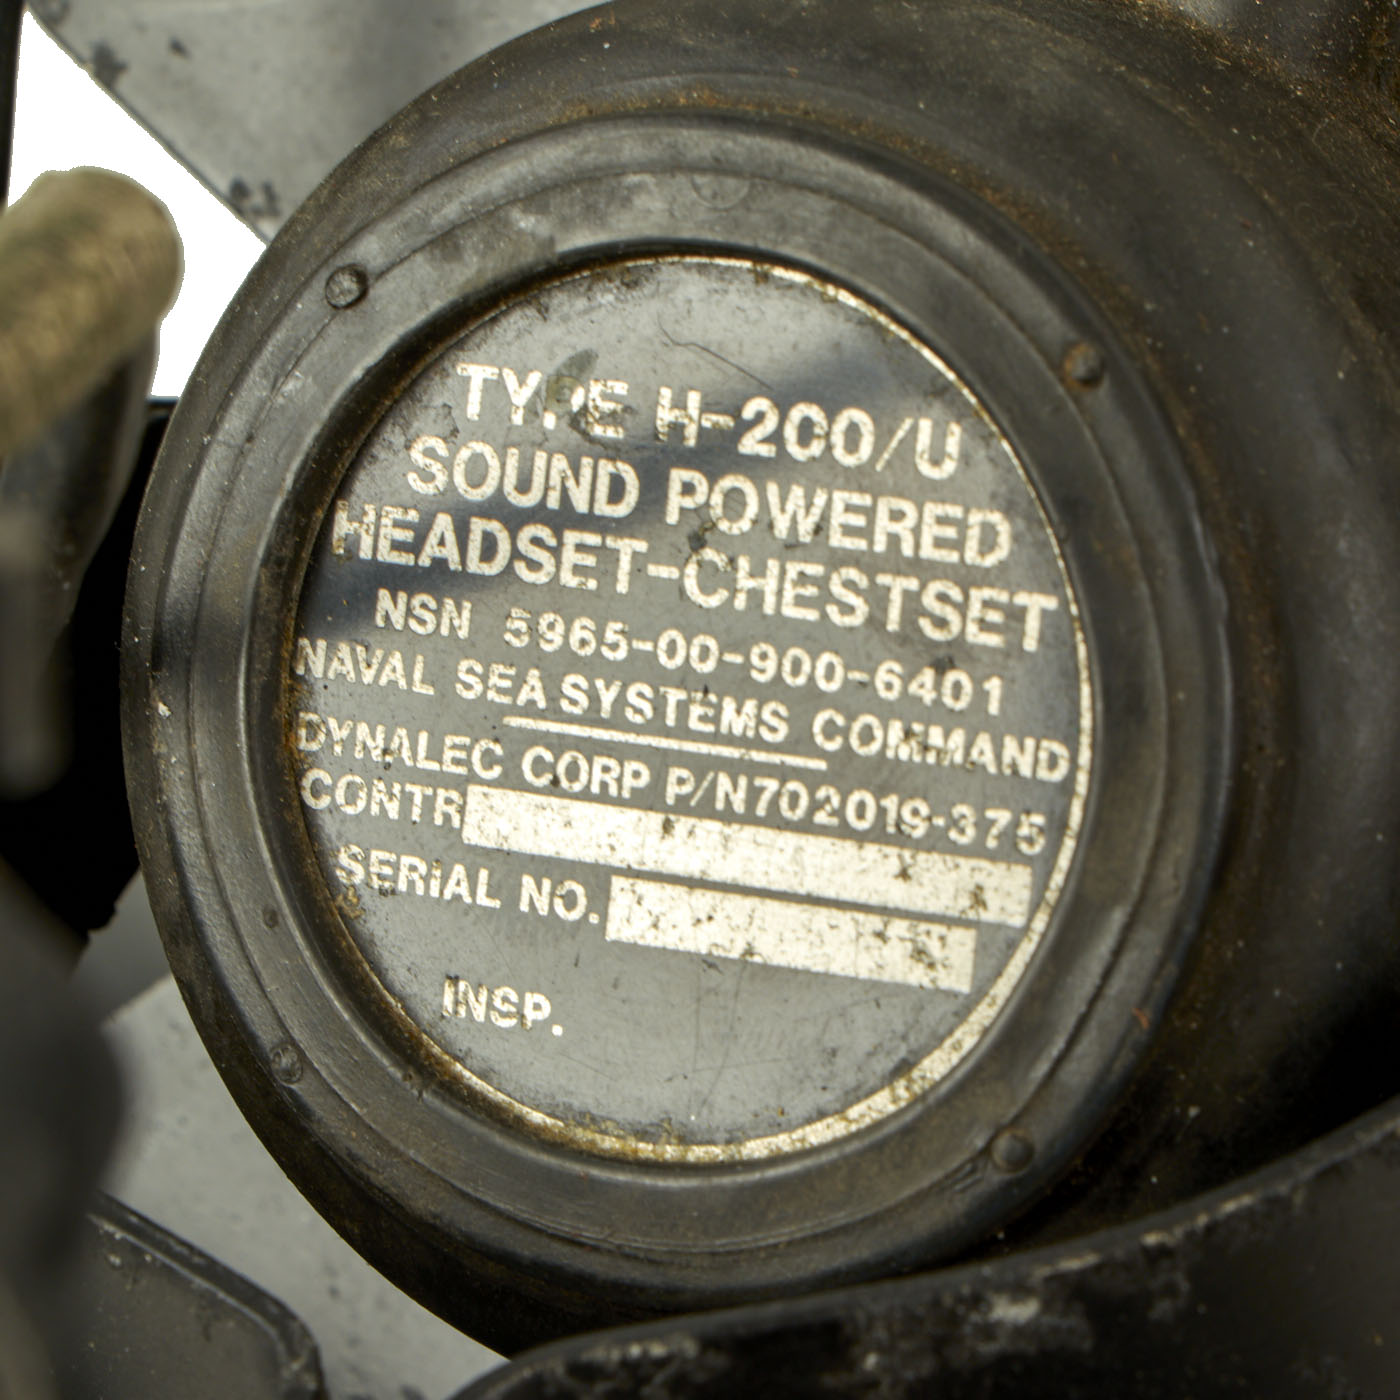 TYPE H-200/U
SOUND POWERED
HEADSET-CHESTSET
NSN 5965-00-900-6401
NAVAL SEA SYSTEMS COMMAND
DYNALEC CORP P/N702019-375
CONTR
SERIAL NO.
INSP.